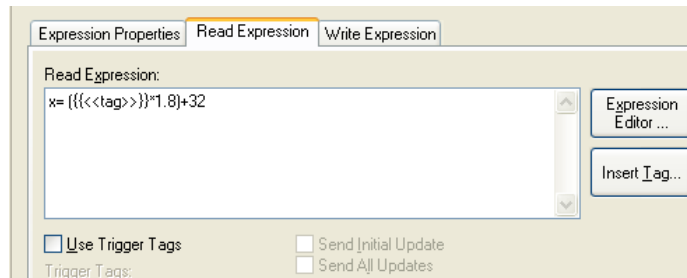 Expression Properties Read Expression Write Expression
Read Expression:
x= ({{<<tag>>}}*1.8)+32
Expression
Editor ...
Insert Tag...
Use Trigger Tags
Send Initial Update
Trigger Tags:
Send All Updates